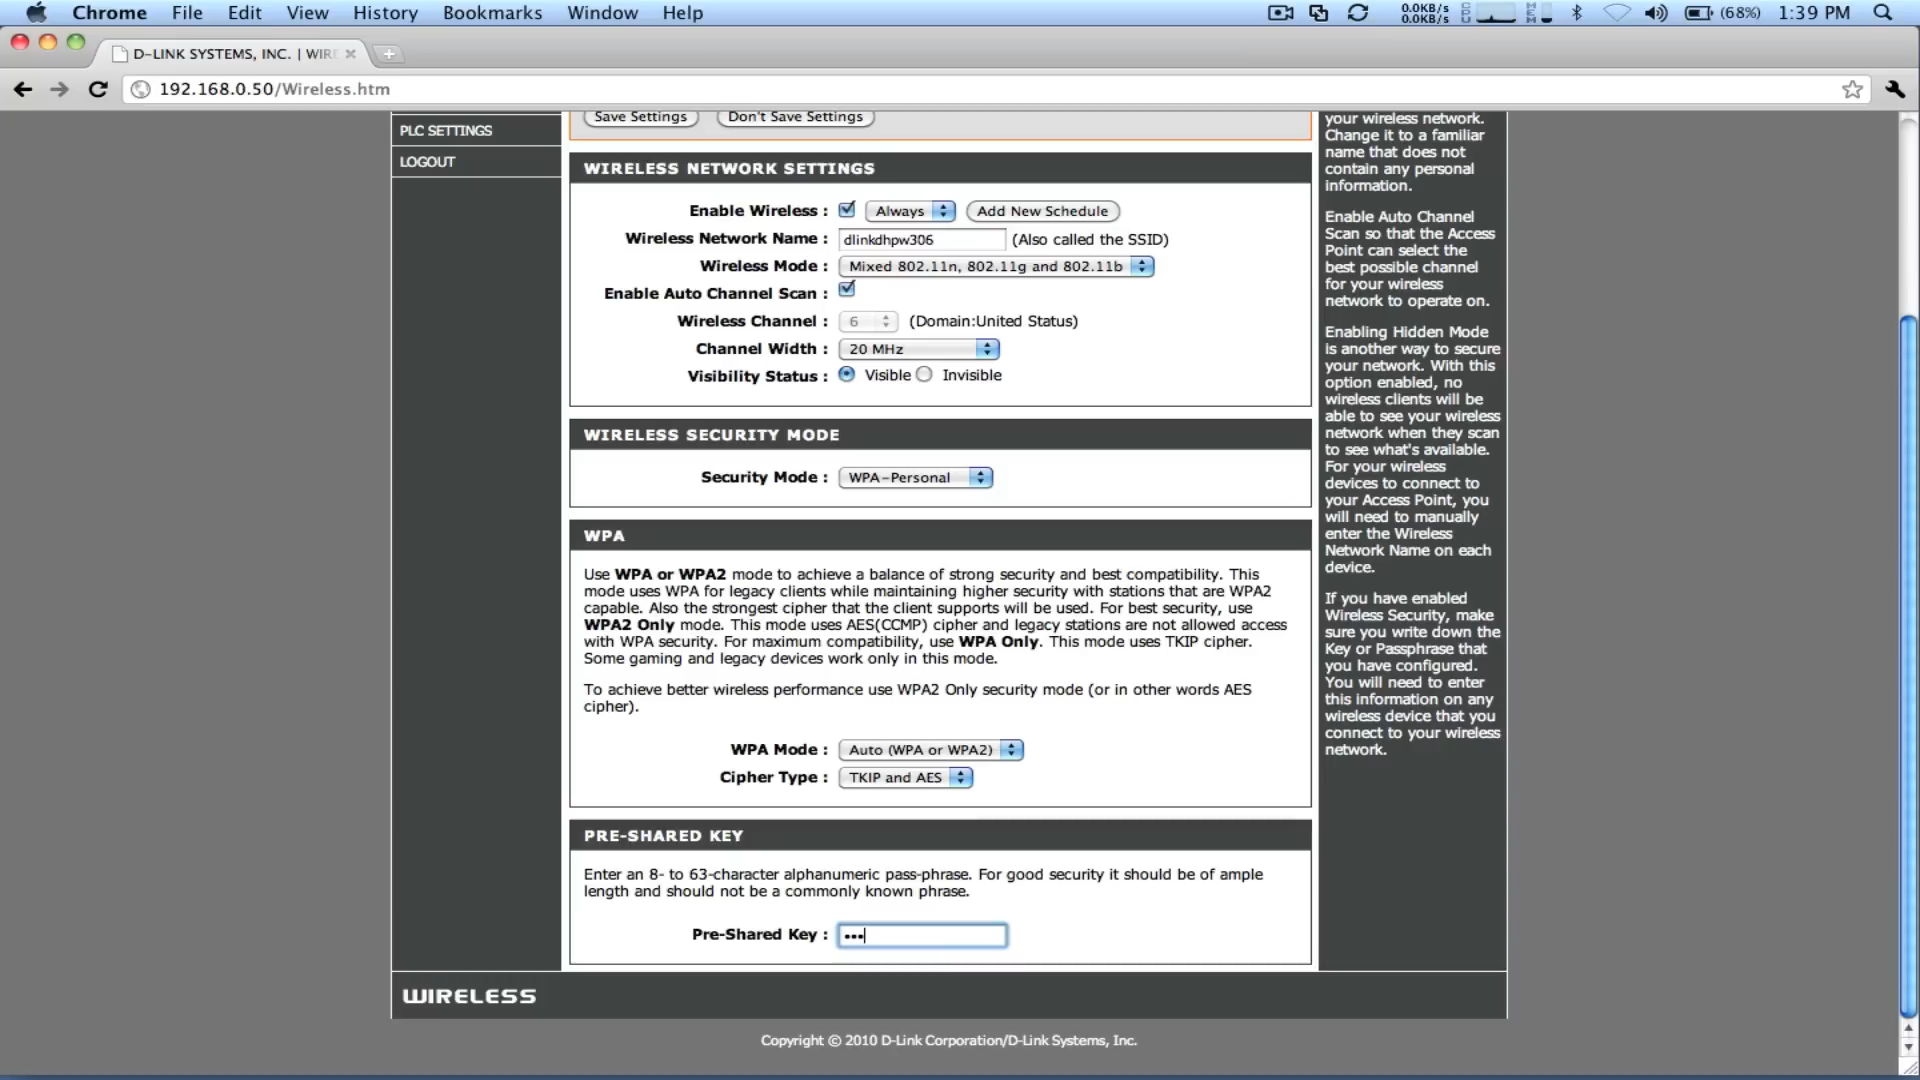 Chrome File Edit View History Bookmarks Window Help
0.0KB/s
0.0KB/s
(68%) 1:39 PM
D-LINK SYSTEMS, INC. | WIRE
192.168.0.50/Wireless.htm
PLC SETTINGS
LOGOUT
Save Settings Don't Save Settings
WIRELESS NETWORK SETTINGS
Enable Wireless : Always Add New Schedule
Wireless Network Name : dlinkdhpw306 (Also called the SSID)
Wireless Mode : Mixed 802.11n, 802.11g and 802.11b
Enable Auto Channel Scan :
Wireless Channel : 6 (Domain:United Status)
Channel Width : 20 MHz
Visibility Status : Visible Invisible
WIRELESS SECURITY MODE
Security Mode : WPA-Personal
WPA
Use WPA or WPA2 mode to achieve a balance of strong security and best compatibility. This
mode uses WPA for legacy clients while maintaining higher security with stations that are WPA2
capable. Also the strongest cipher that the client supports will be used. For best security, use
WPA2 Only mode. This mode uses AES(CCMP) cipher and legacy stations are not allowed access
with WPA security. For maximum compatibility, use WPA Only. This mode uses TKIP cipher.
Some gaming and legacy devices work only in this mode.
To achieve better wireless performance use WPA2 Only security mode (or in other words AES
cipher).
WPA Mode : Auto (WPA or WPA2)
Cipher Type : TKIP and AES
PRE-SHARED KEY
Enter an 8- to 63-character alphanumeric pass-phrase. For good security it should be of ample
length and should not be a commonly known phrase.
Pre-Shared Key : •••
your wireless network.
Change it to a familiar
name that does not
contain any personal
information.
Enable Auto Channel
Scan so that the Access
Point can select the
best possible channel
for your wireless
network to operate on.
Enabling Hidden Mode
is another way to secure
your network. With this
option enabled, no
wireless clients will be
able to see your wireless
network when they scan
to see what's available.
For your wireless
devices to connect to
your Access Point, you
will need to manually
enter the Wireless
Network Name on each
device.
If you have enabled
Wireless Security, make
sure you write down the
Key or Passphrase that
you have configured.
You will need to enter
this information on any
wireless device that you
connect to your wireless
network.
WIRELESS
Copyright © 2010 D-Link Corporation/D-Link Systems, Inc.